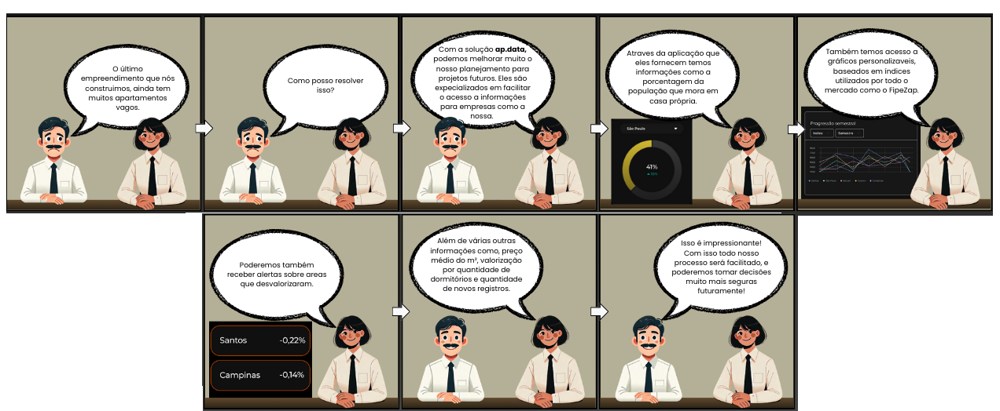 O último
empreendimento que nós
construimos, ainda tem
muitos apartamentos
vagos.
Como posso resolver
isso?
Com a solução ap.data,
podemos melhorar muito o
nosso planejamento para
projetos futuros. Eles são
expecializados em facilitar
o acesso a informações
para empresas como a
nossa.
Atraves da aplicação que
eles fornecem temos
informações como a
porcentagem da
população que mora em
casa própria.
São Paulo
41%
Também temos acesso a
gráficos personalizaveis,
baseados em índices
utilizados por todo o
mercado como o FipeZap.
Progressão semestral
Indice
Semestre
Poderemos também
receber alertas sobre areas
que desvalorizaram.
Santos -0,22%
Campinas -0,14%
Além de várias outras
informações como, preço
médio do m², valorização
por quantidade de
dormitórios e quantidade
de novos registros.
Isso é impressionante!
Com isso todo nosso
processo será facilitado, e
poderemos tomar decisões
muito mais seguras
futuramente!